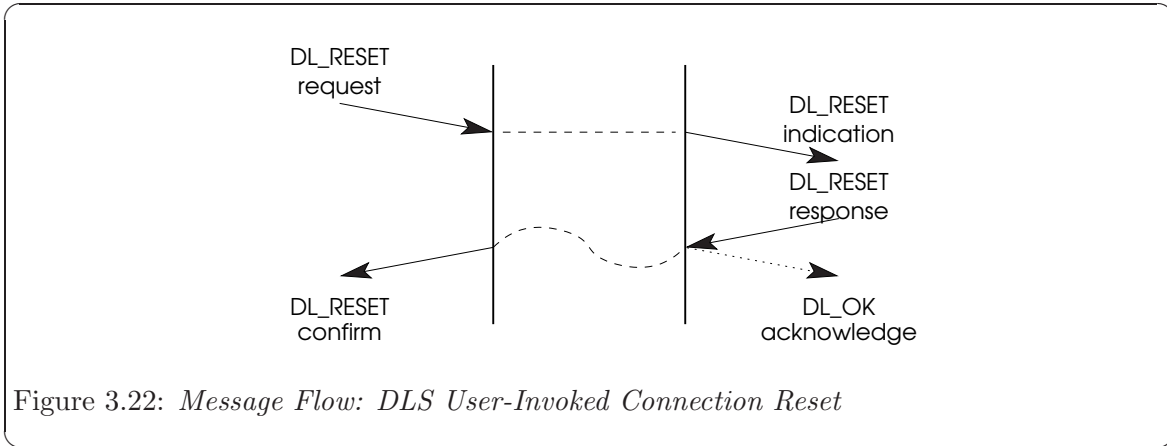 DL_RESET
request
DL_RESET
indication
DL_RESET
response
DL_RESET
confirm
DL_OK
acknowledge
Figure 3.22: Message Flow: DLS User-Invoked Connection Reset